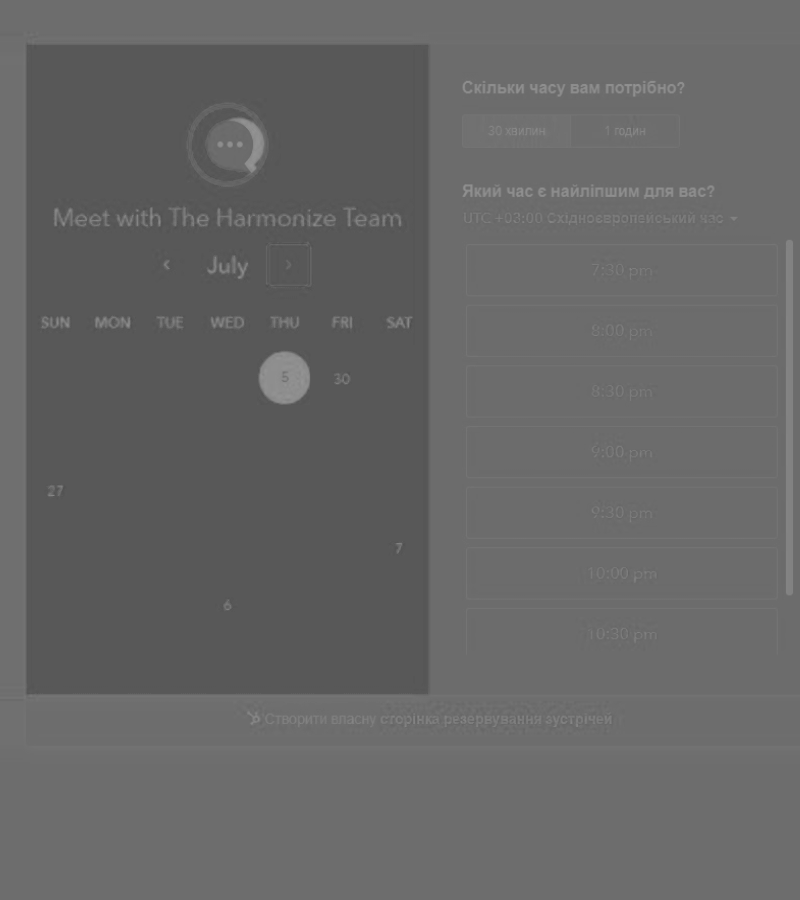 Meet with The Harmonize Team
July
SUN MON TUE WED THU FRI SAT
5 30
27
7
6
Скільки часу вам потрібно?
30 хвилин 1 годин
Який час є найліпшим для вас?
UTC +03:00 Східноєвропейський час
7:30 pm
8:00 pm
8:30 pm
9:00 pm
9:30 pm
10:00 pm
10:30 pm
Створити власну сторінка резервування зустрічей